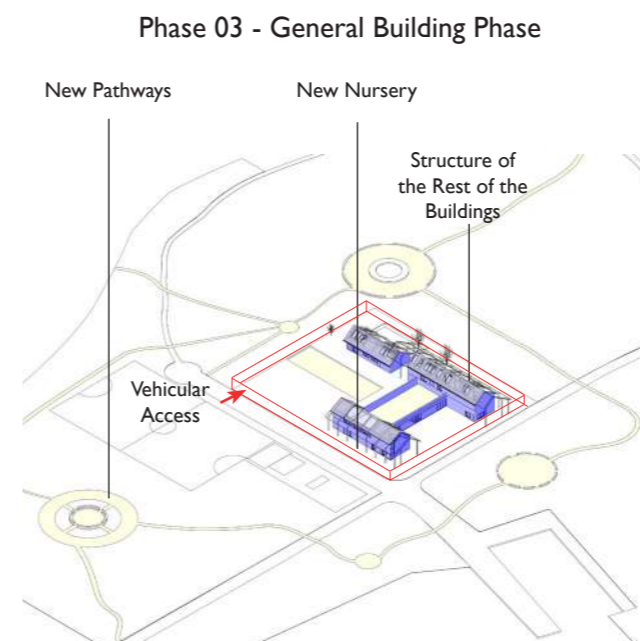 Phase 03 - General Building Phase
New Pathways
New Nursery
Structure of
the Rest of the
Buildings
Vehicular
Access